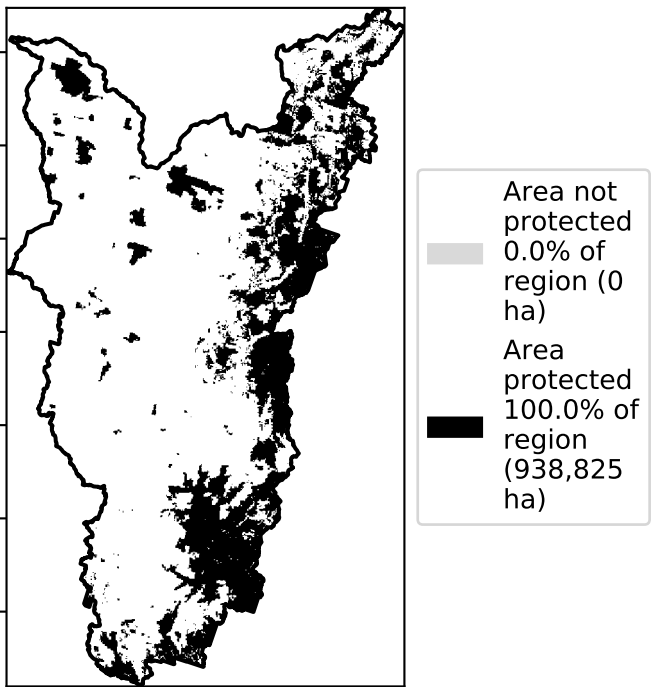 Area not
protected
0.0% of
region (0
ha)
Area
protected
100.0% of
region
(938,825
ha)